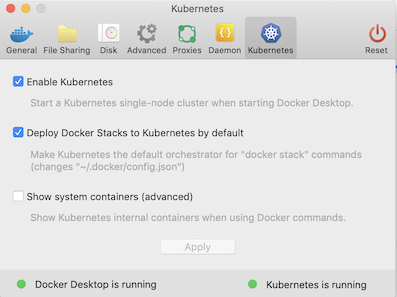 Kubernetes
General File Sharing Disk Advanced Proxies Daemon Kubernetes Reset
Enable Kubernetes
Start a Kubernetes single-node cluster when starting Docker Desktop.
Deploy Docker Stacks to Kubernetes by default
Make Kubernetes the default orchestrator for "docker stack" commands
(changes "~/.docker/config.json")
Show system containers (advanced)
Show Kubernetes internal containers when using Docker commands.
Apply
Docker Desktop is running Kubernetes is running